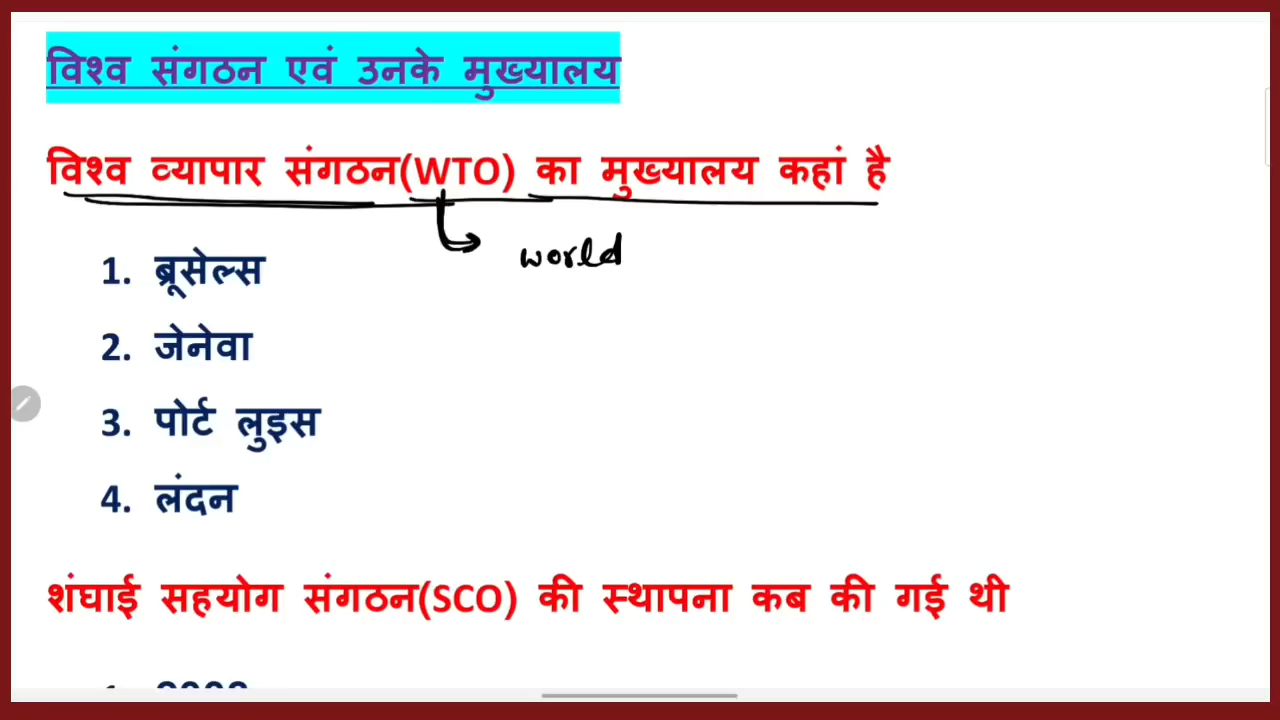 विश्व संगठन एवं उनके मुख्यालय
विश्व व्यापार संगठन(WTO) का मुख्यालय कहां है
world
1. ब्रूसेल्स
2. जेनेवा
3. पोर्ट लुइस
4. लंदन
शंघाई सहयोग संगठन(SCO) की स्थापना कब की गई थी